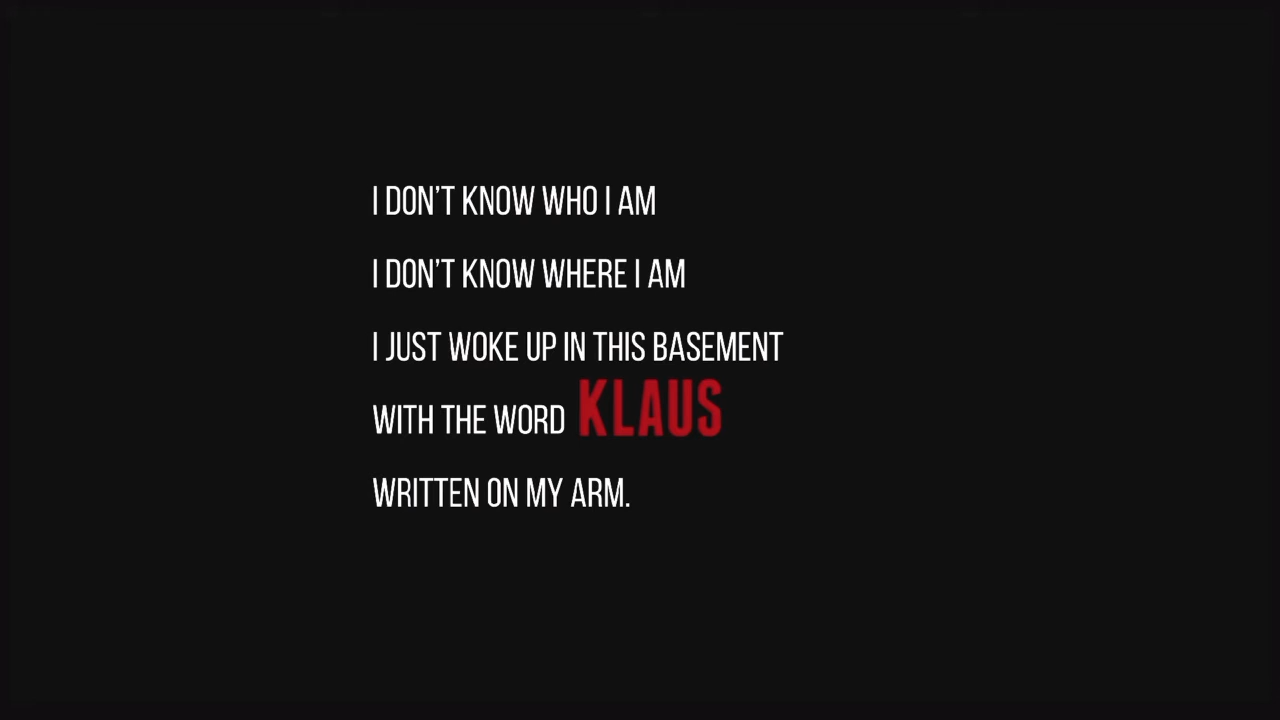 I DON’T KNOW WHO I AM
I DON’T KNOW WHERE I AM
I JUST WOKE UP IN THIS BASEMENT
WITH THE WORD KLAUS
WRITTEN ON MY ARM.